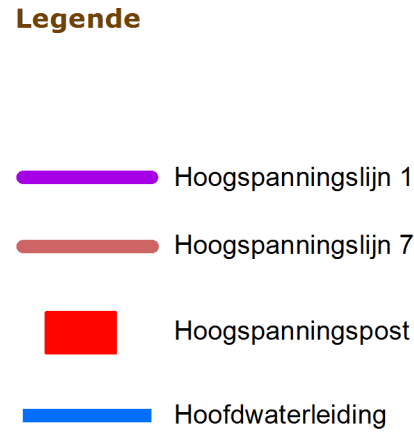 Legende
Hoogspanningslijn 1
Hoogspanningslijn 7
Hoogspanningspost
Hoofdwaterleiding